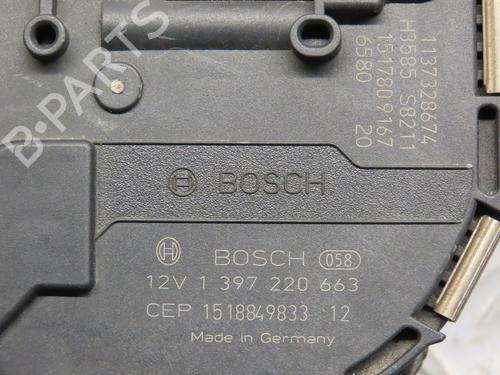 1137328674
H3585 S8211
1517809167
6580 20
BOSCH
BOSCH 058
12V 1 397 220 663
CEP 1518849833 12
Made in Germany
B-Parts